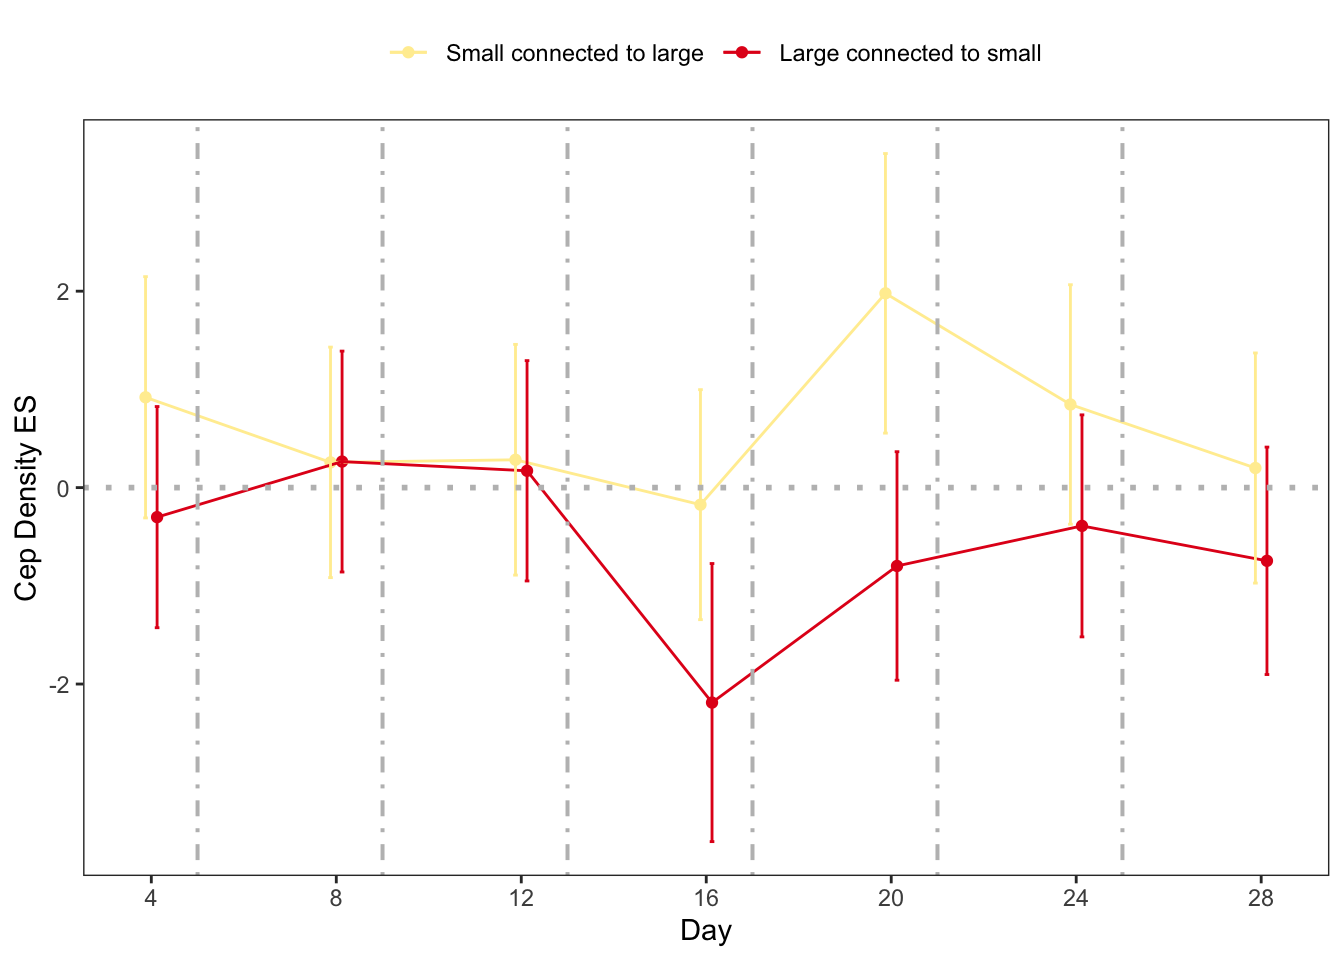 Small connected to large Large connected to small
Cep Density ES
2
0
-2
4 8 12 16 20 24 28
Day